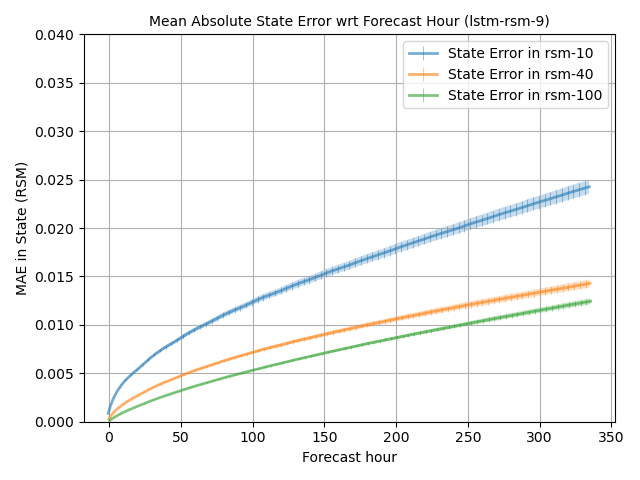 Mean Absolute State Error wrt Forecast Hour (lstm-rsm-9)
0.040
0.035
0.030
0.025
0.020
0.015
0.010
0.005
0.000
MAE in State (RSM)
State Error in rsm-10
State Error in rsm-40
State Error in rsm-100
0 50 100 150 200 250 300 350
Forecast hour